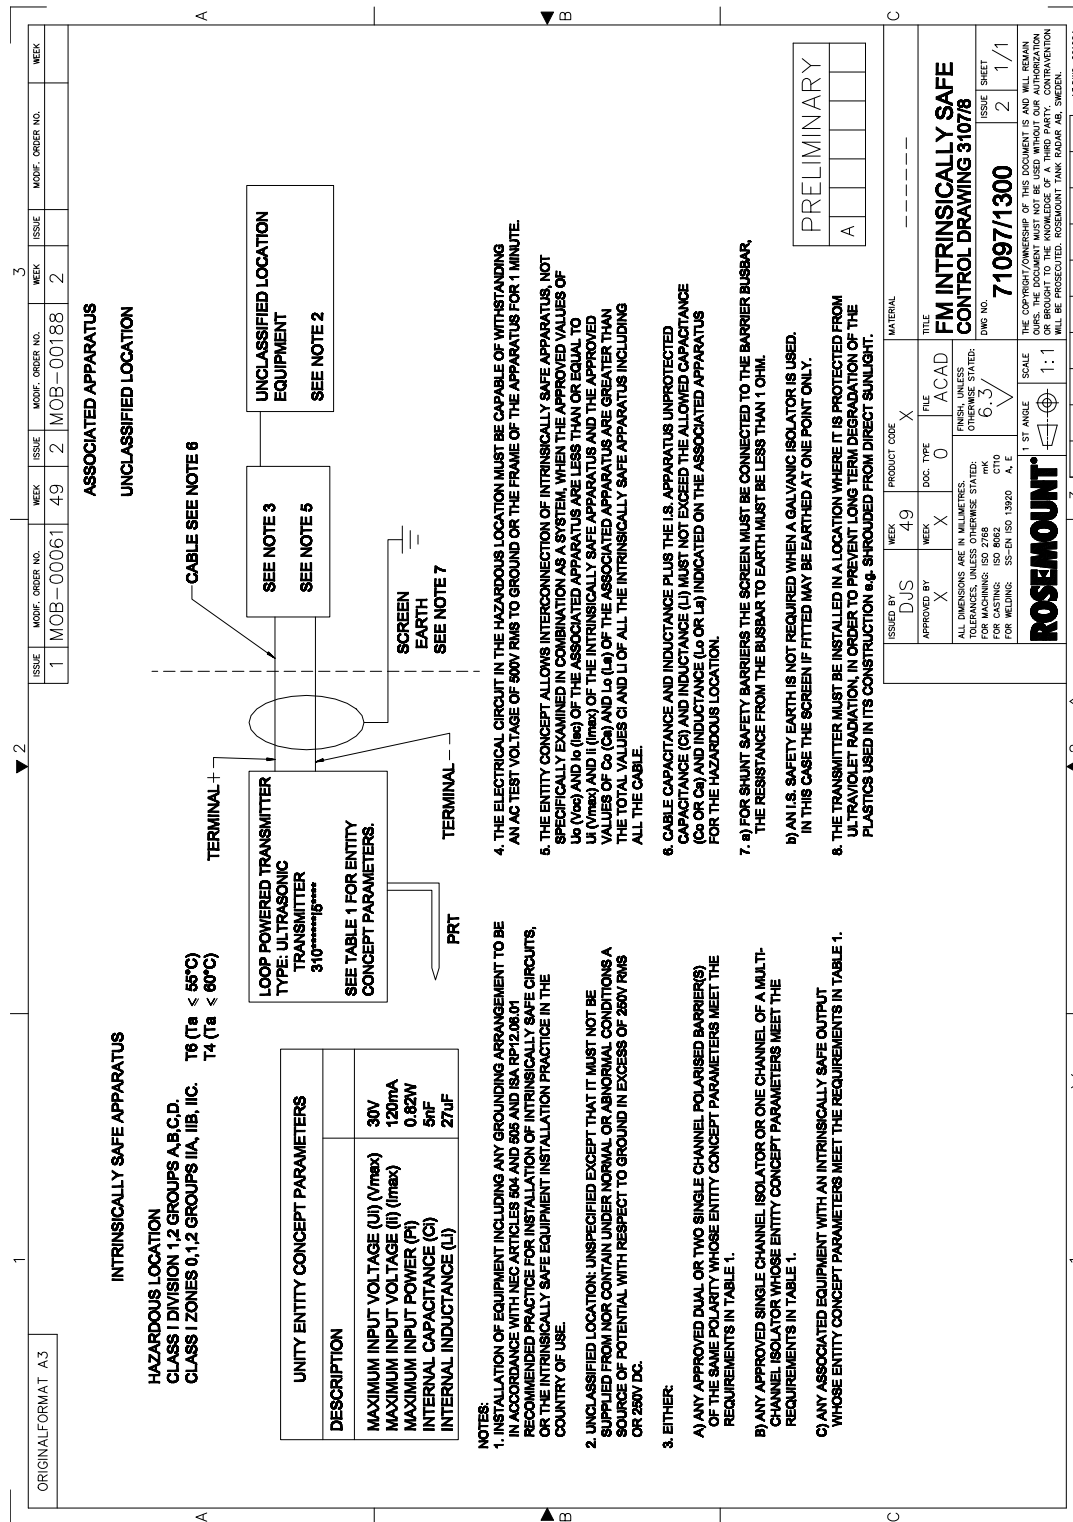 ORIGINALFORMAT A3
1
2
3
A
B
C
ISSUE MODIF. ORDER NO. WEEK ISSUE MODIF. ORDER NO. WEEK ISSUE MODIF. ORDER NO. WEEK
1 MOB-00061 49 2 MOB-00188 2
INTRINSICALLY SAFE APPARATUS
HAZARDOUS LOCATION
CLASS I DIVISION 1,2 GROUPS A,B,C,D.
CLASS I ZONES 0,1,2 GROUPS IIA, IIB, IIC.
T6 (Ta ≤ 55°C)
T4 (Ta ≤ 60°C)
ASSOCIATED APPARATUS
UNCLASSIFIED LOCATION
UNITY ENTITY CONCEPT PARAMETERS
DESCRIPTION
MAXIMUM INPUT VOLTAGE (Ui) (Vmax) 30V
MAXIMUM INPUT VOLTAGE (Ii) (Imax) 120mA
MAXIMUM INPUT POWER (Pi) 0.82W
INTERNAL CAPACITANCE (Ci) 5nF
INTERNAL INDUCTANCE (Li) 27uF
TERMINAL+
LOOP POWERED TRANSMITTER
TYPE: ULTRASONIC
TRANSMITTER
310*******I5****
SEE TABLE 1 FOR ENTITY
CONCEPT PARAMETERS.
TERMINAL-
PRT
CABLE SEE NOTE 6
SCREEN
EARTH
SEE NOTE 7
SEE NOTE 3
SEE NOTE 5
UNCLASSIFIED LOCATION
EQUIPMENT
SEE NOTE 2
NOTES:
1. INSTALLATION OF EQUIPMENT INCLUDING ANY GROUNDING ARRANGEMENT TO BE
IN ACCORDANCE WITH NEC ARTICLES 504 AND 505 AND ISA RP12.06.01
RECOMMENDED PRACTICE FOR INSTALLATION OF INTRINSICALLY SAFE CIRCUITS,
OR THE INTRINSICALLY SAFE EQUIPMENT INSTALLATION PRACTICE IN THE
COUNTRY OF USE.
2. UNCLASSIFIED LOCATION: UNSPECIFIED EXCEPT THAT IT MUST NOT BE
SUPPLIED FROM NOR CONTAIN UNDER NORMAL OR ABNORMAL CONDITIONS A
SOURCE OF POTENTIAL WITH RESPECT TO GROUND IN EXCESS OF 250V RMS
OR 250V DC.
3. EITHER:
A) ANY APPROVED DUAL OR TWO SINGLE CHANNEL POLARISED BARRIER(S)
OF THE SAME POLARITY WHOSE ENTITY CONCEPT PARAMETERS MEET THE
REQUIREMENTS IN TABLE 1.
B) ANY APPROVED SINGLE CHANNEL ISOLATOR OR ONE CHANNEL OF A MULTI-
CHANNEL ISOLATOR WHOSE ENTITY CONCEPT PARAMETERS MEET THE
REQUIREMENTS IN TABLE 1.
C) ANY ASSOCIATED EQUIPMENT WITH AN INTRINSICALLY SAFE OUTPUT
WHOSE ENTITY CONCEPT PARAMETERS MEET THE REQUIREMENTS IN TABLE 1.
4. THE ELECTRICAL CIRCUIT IN THE HAZARDOUS LOCATION MUST BE CAPABLE OF WITHSTANDING
AN AC TEST VOLTAGE OF 500V RMS TO GROUND OR THE FRAME OF THE APPARATUS FOR 1 MINUTE.
5. THE ENTITY CONCEPT ALLOWS INTERCONNECTION OF INTRINSICALLY SAFE APPARATUS, NOT
SPECIFICALLY EXAMINED IN COMBINATION AS A SYSTEM, WHEN THE APPROVED VALUES OF
Uo (Voc) AND Io (Isc) OF THE ASSOCIATED APPARATUS ARE LESS THAN OR EQUAL TO
Ui (Vmax) AND Ii (Imax) OF THE INTRINSICALLY SAFE APPARATUS AND THE APPROVED
VALUES OF Co (Ca) AND Lo (La) OF THE ASSOCIATED APPARATUS ARE GREATER THAN
THE TOTAL VALUES Ci AND Li OF ALL THE INTRINSICALLY SAFE APPARATUS INCLUDING
ALL THE CABLE.
6. CABLE CAPACITANCE AND INDUCTANCE PLUS THE I.S. APPARATUS UNPROTECTED
CAPACITANCE (Ci) AND INDUCTANCE (Li) MUST NOT EXCEED THE ALLOWED CAPACITANCE
(Co OR Ca) AND INDUCTANCE (Lo OR La) INDICATED ON THE ASSOCIATED APPARATUS
FOR THE HAZARDOUS LOCATION.
7. a) FOR SHUNT SAFETY BARRIERS THE SCREEN MUST BE CONNECTED TO THE BARRIER BUSBAR,
THE RESISTANCE FROM THE BUSBAR TO EARTH MUST BE LESS THAN 1 OHM.
b) AN I.S. SAFETY EARTH IS NOT REQUIRED WHEN A GALVANIC ISOLATOR IS USED.
IN THIS CASE THE SCREEN IF FITTED MAY BE EARTHED AT ONE POINT ONLY.
8. THE TRANSMITTER MUST BE INSTALLED IN A LOCATION WHERE IT IS PROTECTED FROM
ULTRAVIOLET RADIATION, IN ORDER TO PREVENT LONG TERM DEGRADATION OF THE
PLASTICS USED IN ITS CONSTRUCTION e.g. SHROUDED FROM DIRECT SUNLIGHT.
PRELIMINARY
A
ISSUED BY DJS
WEEK 49
PRODUCT CODE X
MATERIAL ------
APPROVED BY X
WEEK X
DOC. TYPE O
FILE ACAD
TITLE
FM INTRINSICALLY SAFE
CONTROL DRAWING 3107/8
ALL DIMENSIONS ARE IN MILLIMETRES.
TOLERANCES, UNLESS OTHERWISE STATED:
FOR MACHINING: ISO 2768 mK
FOR CASTING: ISO 8062 CT10
FOR WELDING: SS-EN ISO 13920 A, E
FINISH, UNLESS
OTHERWISE STATED:
6.3/
DWG NO. 71097/1300
ISSUE 2
SHEET 1/1
ROSEMOUNT
1 ST ANGLE
SCALE 1:1
THE COPYRIGHT/OWNERSHIP OF THIS DOCUMENT IS AND WILL REMAIN
OURS. THE DOCUMENT MUST NOT BE USED WITHOUT OUR AUTHORIZATION
OR BROUGHT TO THE KNOWLEDGE OF A THIRD PARTY. CONTRAVENTION
WILL BE PROSECUTED. ROSEMOUNT TANK RADAR AB, SWEDEN.